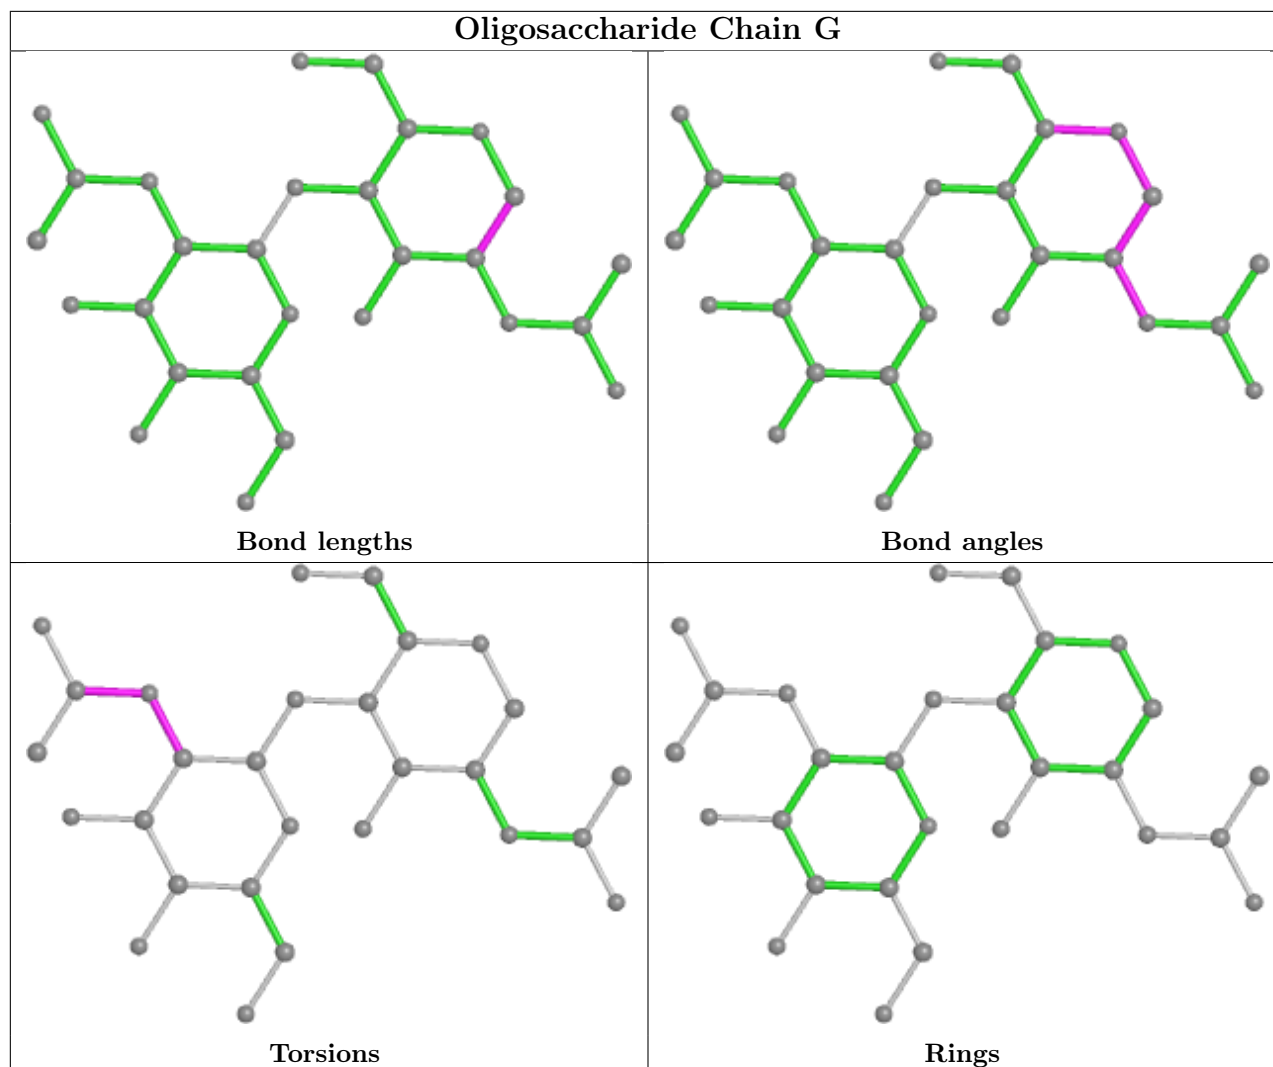 Oligosaccharide Chain G
Bond lengths
Bond angles
Torsions
Rings